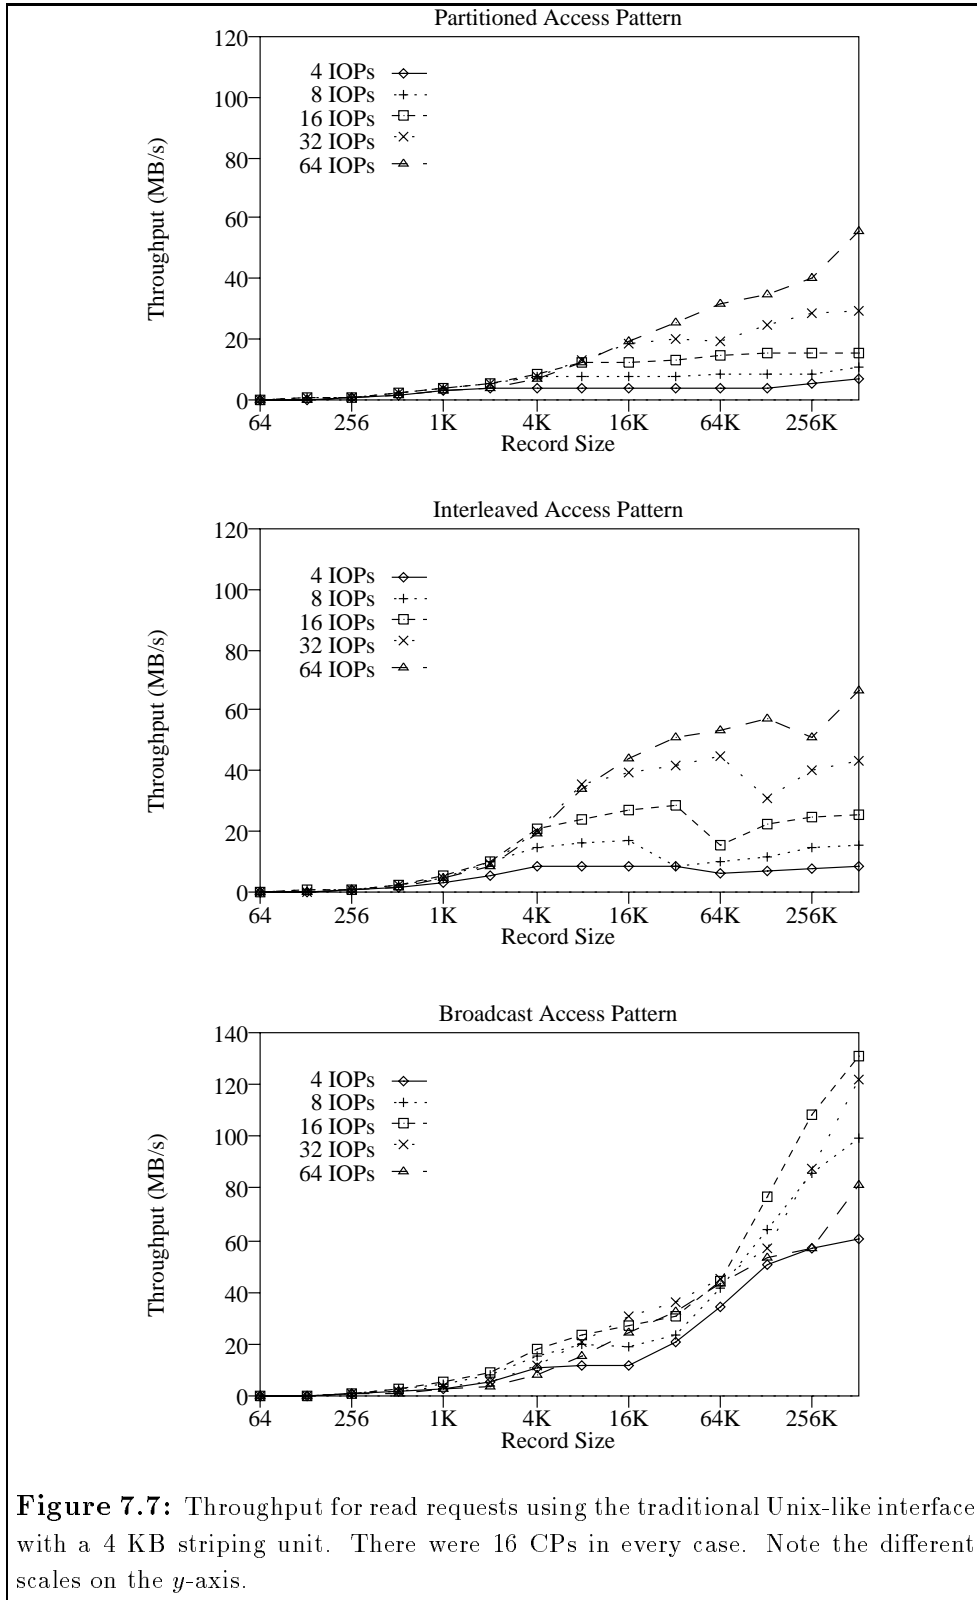 Partitioned Access Pattern
120
100
80
60
40
20
0
Throughput (MB/s)
4 IOPs
8 IOPs
16 IOPs
32 IOPs
64 IOPs
64 256 1K 4K 16K 64K 256K
Record Size
Interleaved Access Pattern
120
100
80
60
40
20
0
Throughput (MB/s)
4 IOPs
8 IOPs
16 IOPs
32 IOPs
64 IOPs
64 256 1K 4K 16K 64K 256K
Record Size
Broadcast Access Pattern
140
120
100
80
60
40
20
0
Throughput (MB/s)
4 IOPs
8 IOPs
16 IOPs
32 IOPs
64 IOPs
64 256 1K 4K 16K 64K 256K
Record Size
Figure 7.7: Throughput for read requests using the traditional Unix-like interface
with a 4 KB striping unit. There were 16 CPs in every case. Note the different
scales on the y-axis.